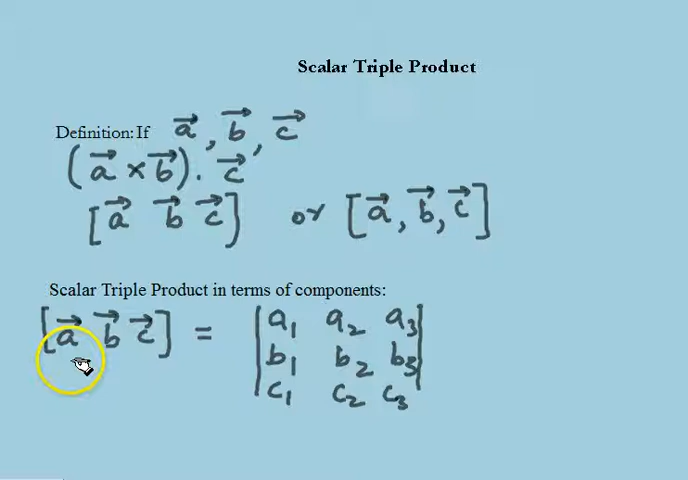 Scalar Triple Product
Definition: If a⃗, b⃗, c⃗
(a⃗ × b⃗). c⃗
[a⃗ b⃗ c⃗] or [a⃗, b⃗, c⃗]
Scalar Triple Product in terms of components:
[a⃗ b⃗ c⃗] = |a₁ a₂ a₃|
|b₁ b₂ b₃|
|c₁ c₂ c₃